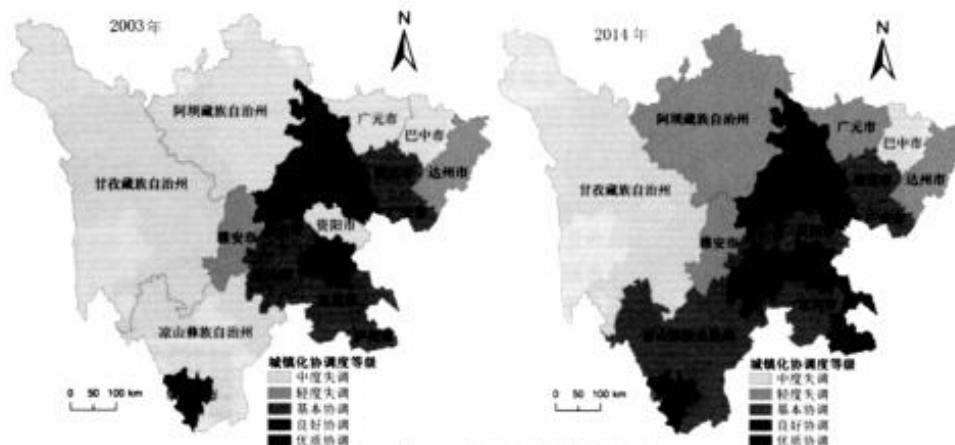 2003年
N
阿坝藏族自治州
广元市
巴中市
达州市
甘孜藏族自治州
雅安市
资阳市
凉山彝族自治州
城镇化协调度等级
中度失调
轻度失调
基本协调
良好协调
优质协调
0 50 100 km
2014年
N
阿坝藏族自治州
广元市
巴中市
达州市
甘孜藏族自治州
雅安市
城镇化协调度等级
中度失调
轻度失调
基本协调
良好协调
优质协调
0 50 100 km